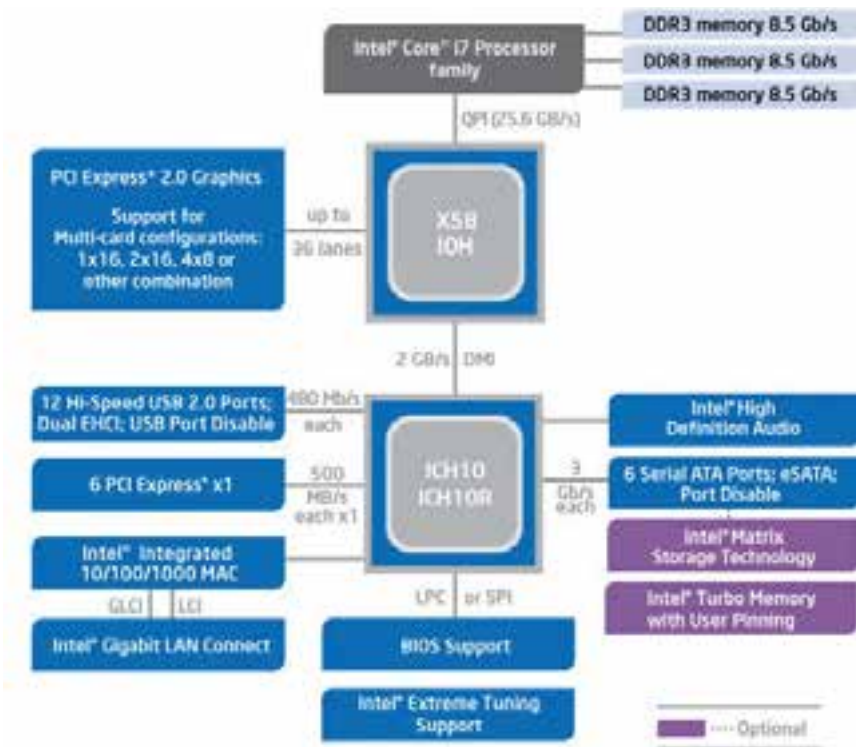 Intel® Core™ i7 Processor
family
DDR3 memory 8.5 Gb/s
DDR3 memory 8.5 Gb/s
DDR3 memory 8.5 Gb/s
QPI (25.6 GB/s)
PCI Express* 2.0 Graphics
Support for
Multi-card configurations:
1x16, 2x16, 4x8 or
other combination
up to
36 lanes
X58
IOH
2 GB/s DMI
12 Hi-Speed USB 2.0 Ports;
Dual EHCI; USB Port Disable
480 Mb/s
each
Intel® High
Definition Audio
6 PCI Express* x1
500
MB/s
each x1
ICH10
ICH10R
3
Gb/s
each
6 Serial ATA Ports; eSATA;
Port Disable
Intel® Matrix
Storage Technology
Intel® Integrated
10/100/1000 MAC
GLCI LCI
Intel® Gigabit LAN Connect
LPC or SPI
Intel® Turbo Memory
with User Pinning
BIOS Support
Intel® Extreme Tuning
Support
Optional